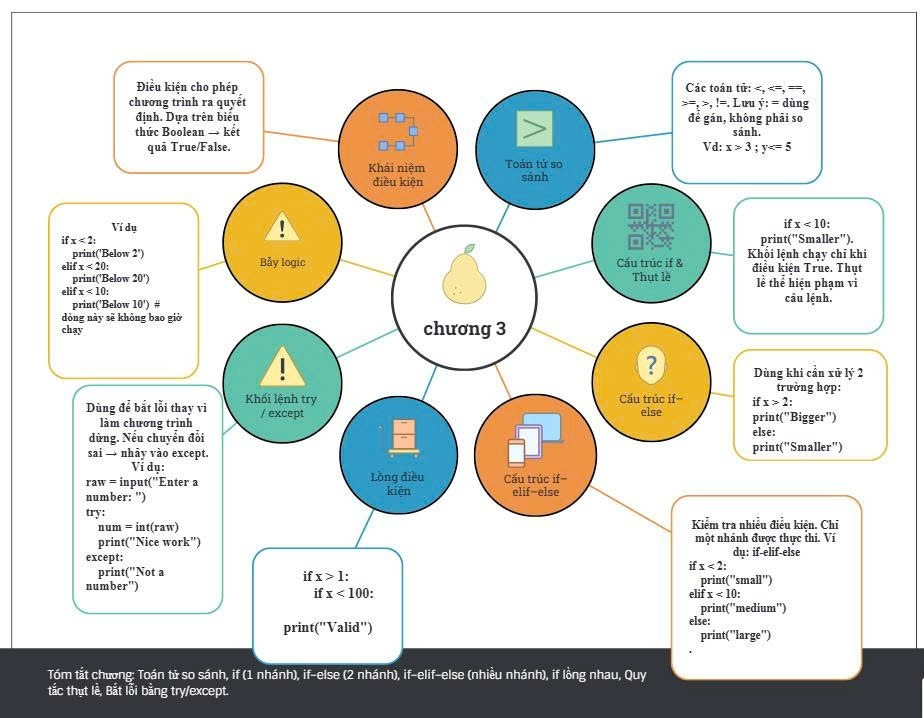 Điều kiện cho phép
chương trình ra quyết
định. Dựa trên biểu
thức Boolean → kết
quả True/False.
Khái niệm
điều kiện
>
Toán tử so
sánh
Các toán tử: <, <=, ==,
>=, >, !=. Lưu ý: = dùng
để gán, không phải so
sánh.
Vd: x > 3 ; y<= 5
Ví dụ
if x < 2:
print('Below 2')
elif x < 20:
print('Below 20')
elif x < 10:
print('Below 10') #
dòng này sẽ không bao giờ
chạy
!
Bẫy logic
chương 3
Cấu trúc if &
Thụt lề
if x < 10:
print("Smaller").
Khối lệnh chạy chỉ khi
điều kiện True. Thụt
lề thể hiện phạm vi
câu lệnh.
Dùng để bắt lỗi thay vì
làm chương trình
dừng. Nếu chuyển đổi
sai → nhảy vào except.
Ví dụ:
raw = input("Enter a
number: ")
try:
num = int(raw)
print("Nice work")
except:
print("Not a
number")
!
Khối lệnh try
/ except
?
Cấu trúc if–
else
Dùng khi cần xử lý 2
trường hợp:
if x > 2:
print("Bigger")
else:
print("Smaller")
Lồng điều
kiện
if x > 1:
if x < 100:
print("Valid")
Cấu trúc if–
elif–else
Kiểm tra nhiều điều kiện. Chỉ
một nhánh được thực thi. Ví
dụ: if-elif-else
if x < 2:
print("small")
elif x < 10:
print("medium")
else:
print("large")
.
Tóm tắt chương: Toán tử so sánh, if (1 nhánh), if–else (2 nhánh), if–elif–else (nhiều nhánh), if lồng nhau, Quy
tắc thụt lề, Bắt lỗi bằng try/except.